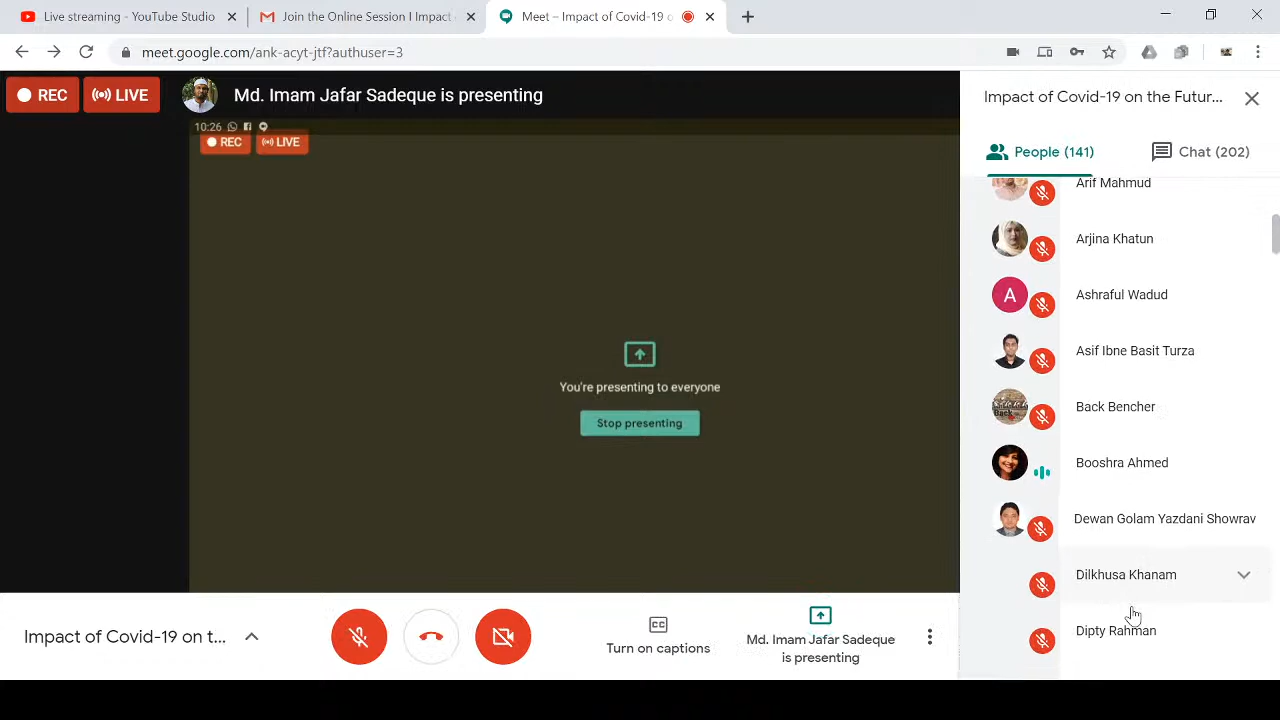 Live streaming - YouTube Studio
Join the Online Session I Impact
Meet – Impact of Covid-19 o
meet.google.com/ank-acyt-jtf?authuser=3
REC
LIVE
Md. Imam Jafar Sadeque is presenting
10:26
REC
LIVE
You're presenting to everyone
Stop presenting
Impact of Covid-19 on the Futur...
People (141)
Chat (202)
Arif Mahmud
Arjina Khatun
A
Ashraful Wadud
Asif Ibne Basit Turza
Back
Back Bencher
Booshra Ahmed
Dewan Golam Yazdani Showrav
Dilkhusa Khanam
Dipty Rahman
Impact of Covid-19 on t...
CC
Turn on captions
Md. Imam Jafar Sadeque
is presenting